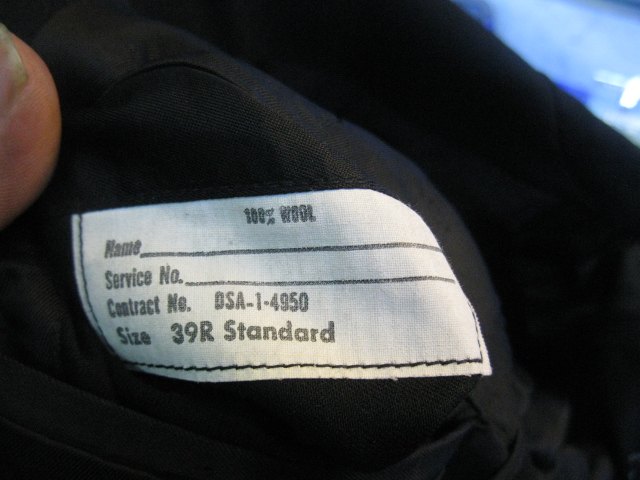 100% WOOL
Name
Service No.
Contract No. DSA-1-4950
Size 39R Standard